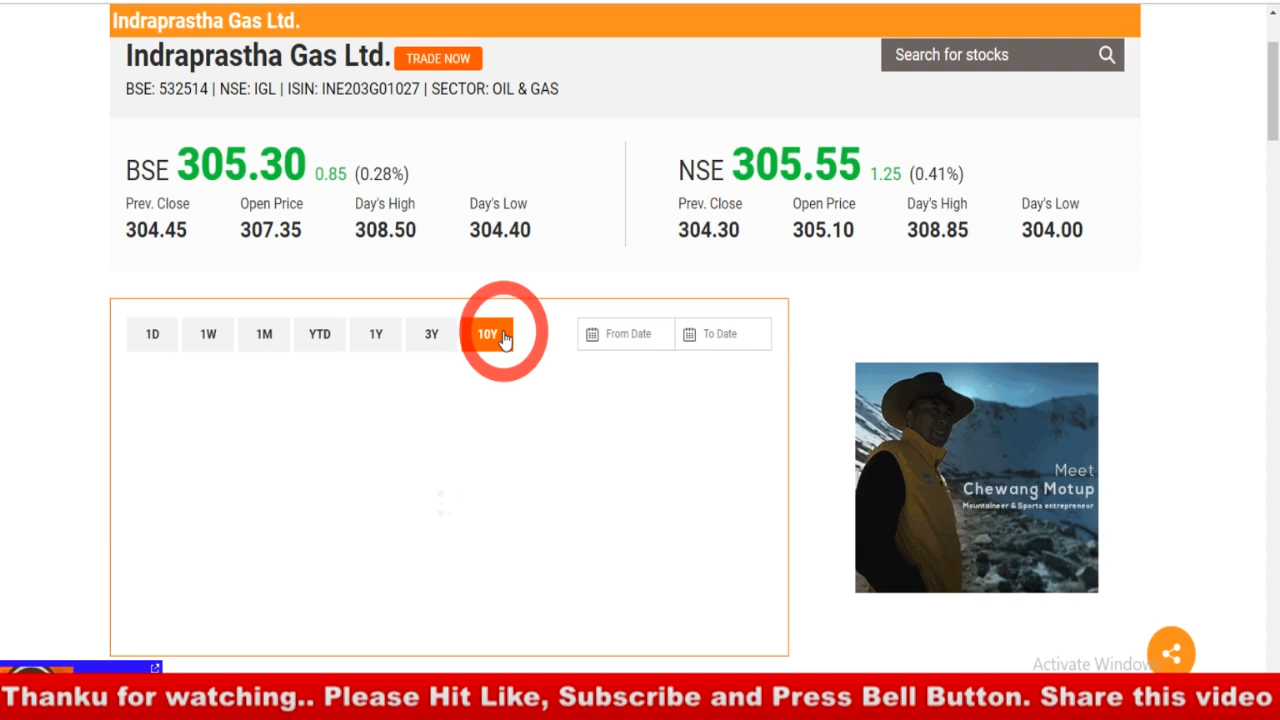 Indraprastha Gas Ltd.
Indraprastha Gas Ltd. TRADE NOW
Search for stocks
BSE: 532514 | NSE: IGL | ISIN: INE203G01027 | SECTOR: OIL & GAS
BSE 305.30 0.85 (0.28%)
Prev. Close Open Price Day's High Day's Low
304.45 307.35 308.50 304.40
NSE 305.55 1.25 (0.41%)
Prev. Close Open Price Day's High Day's Low
304.30 305.10 308.85 304.00
1D 1W 1M YTD 1Y 3Y 10Y From Date To Date
Meet
Chewang Motup
Mountaineer & Sports entrepreneur
Activate Window
Thanku for watching.. Please Hit Like, Subscribe and Press Bell Button. Share this video